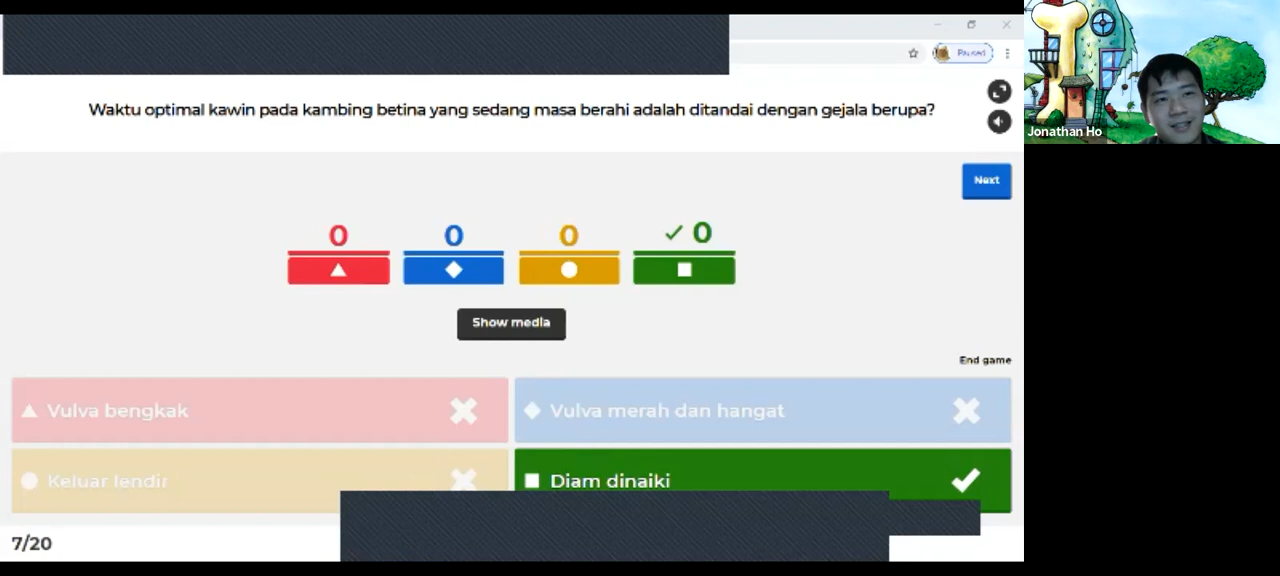 Paused
Waktu optimal kawin pada kambing betina yang sedang masa berahi adalah ditandai dengan gejala berupa?
Jonathan Ho
Next
0 0 0 0
Show media
End game
Vulva bengkak
Vulva merah dan hangat
Keluar lendir
Diam dinaiki
7/20